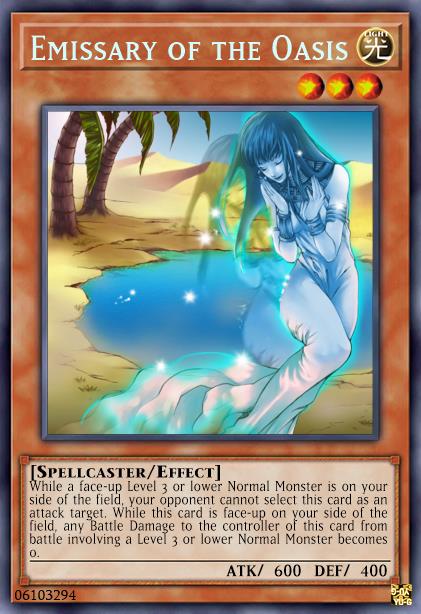 Emissary of the Oasis
LIGHT
光
[Spellcaster/Effect]
While a face-up Level 3 or lower Normal Monster is on your
side of the field, your opponent cannot select this card as an
attack target. While this card is face-up on your side of the
field, any Battle Damage to the controller of this card from
battle involving a Level 3 or lower Normal Monster becomes
0.
ATK/ 600 DEF/ 400
06103294